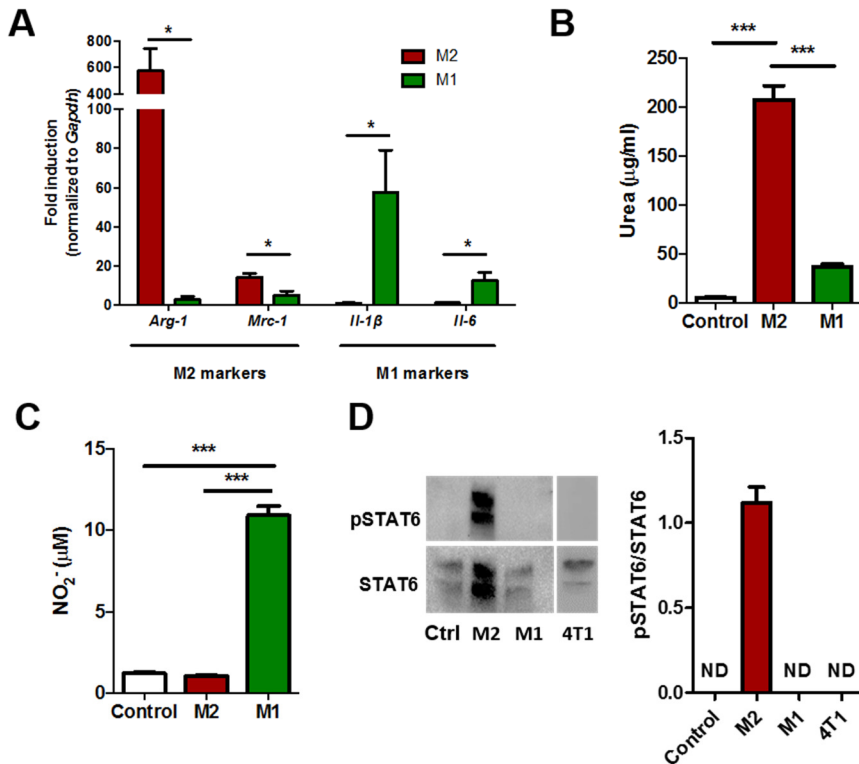 A
Fold induction
(normalized to Gapdh)
800
600
400
100
80
60
40
20
0
*
*
*
*
M2
M1
Arg-1
Mrc-1
Il-1β
Il-6
M2 markers
M1 markers
B
Urea (μg/ml)
250
200
150
100
50
0
***
***
Control
M2
M1
C
NO₂⁻ (μM)
15
10
5
0
***
***
Control
M2
M1
D
pSTAT6
STAT6
Ctrl
M2
M1
4T1
pSTAT6/STAT6
1.5
1.0
0.5
0.0
ND
ND
ND
Control
M2
M1
4T1